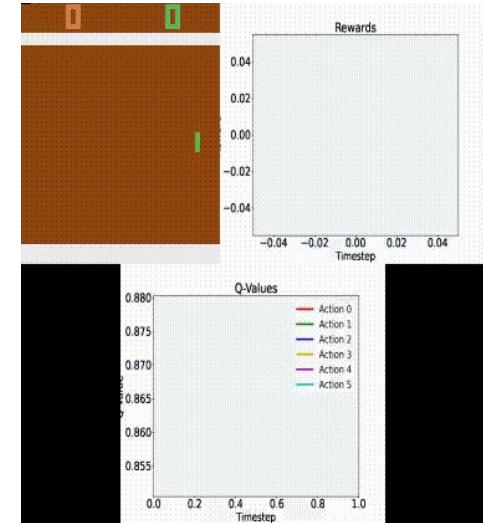 0 0
Rewards
0.04
0.02
0.00
−0.02
−0.04
−0.04 −0.02 0.00 0.02 0.04
Timestep
Q-Values
0.880
0.875
0.870
0.865
0.860
0.855
Action 0
Action 1
Action 2
Action 3
Action 4
Action 5
0.0 0.2 0.4 0.6 0.8 1.0
Timestep